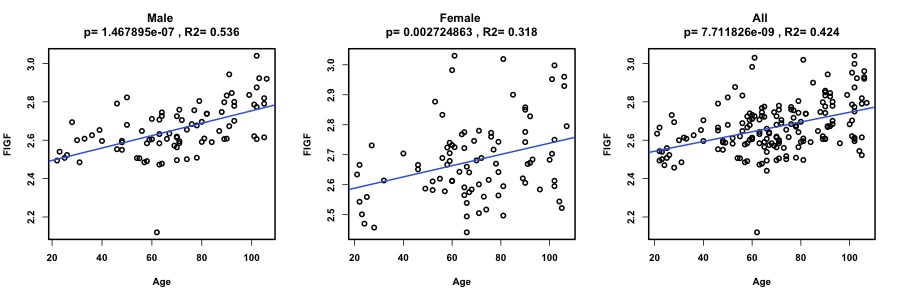 Male
p= 1.467895e-07 , R2= 0.536
FIGF
3.0
2.8
2.6
2.4
2.2
20 40 60 80 100
Age
Female
p= 0.002724863 , R2= 0.318
FIGF
3.0
2.9
2.8
2.7
2.6
2.5
20 40 60 80 100
Age
All
p= 7.711826e-09 , R2= 0.424
FIGF
3.0
2.8
2.6
2.4
2.2
20 40 60 80 100
Age